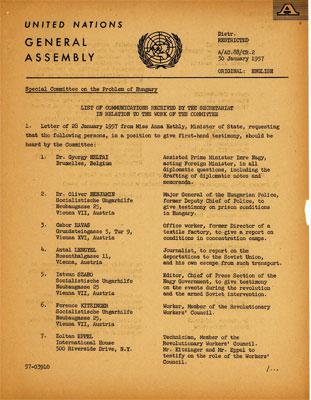 UNITED NATIONS
GENERAL
ASSEMBLY
Distr.
RESTRICTED
A/AC.88/CR.2
30 January 1957
ORIGINAL: ENGLISH
Special Committee on the Problem of Hungary
LIST OF COMMUNICATIONS RECEIVED BY THE SECRETARIAT
IN RELATION TO THE WORK OF THE COMMITTEE
1. Letter of 28 January 1957 from Miss Anna Kethly, Minister of State, requesting
that the following persons, in a position to give first-hand testimony, should
be heard by the Committee:
1. Dr. Gyorgy HELTAI
Bruxelles, Belgium
Assisted Prime Minister Imre Nagy,
acting Foreign Minister, in all
diplomatic questions, including the
drafting of diplomatic notes and
memoranda.
2. Dr. Oliver BENJAMIN
Socialistische Ungarhilfe
Neubaugasse 25,
Vienna VII, Austria
Major General of the Hungarian Police,
former Deputy Chief of Police, to
give testimony on prison conditions
in Hungary.
3. Gabor HAVAS
Grundsteingasse 5, Tur 9,
Vienna XVI, Austria
Office worker, former Director of a
textile factory, to give a report on
conditions in concentration camps.
4. Antal
Rosenthalgasse 11,
Vienna, Austria
Journalist, to report on the
deportations to the Soviet Union,
and his own escape from such transport.
5. Istvan SZABO
Socialistische Ungarhilfe
Neubaugasse 25,
Vienna VII, Austria
Editor, Chief of Press Section of the
Nagy Government, to give testimony
on the events during the revolution
and the armed Soviet intervention.
6. Ference KITSINGER
Socialistische Ungarhilfe
Neubaugasse 25,
Vienna VII, Austria
Worker, Member of the Revolutionary
Workers' Council.
7. Zoltan EPPEL
International House
500 Riverside Drive, N.Y.
Technician, Member of the
Revolutionary Workers' Council.
Mr. Kitsinger and Mr. Eppel to
testify on the role of the Workers'
Council.
57-03910
/...